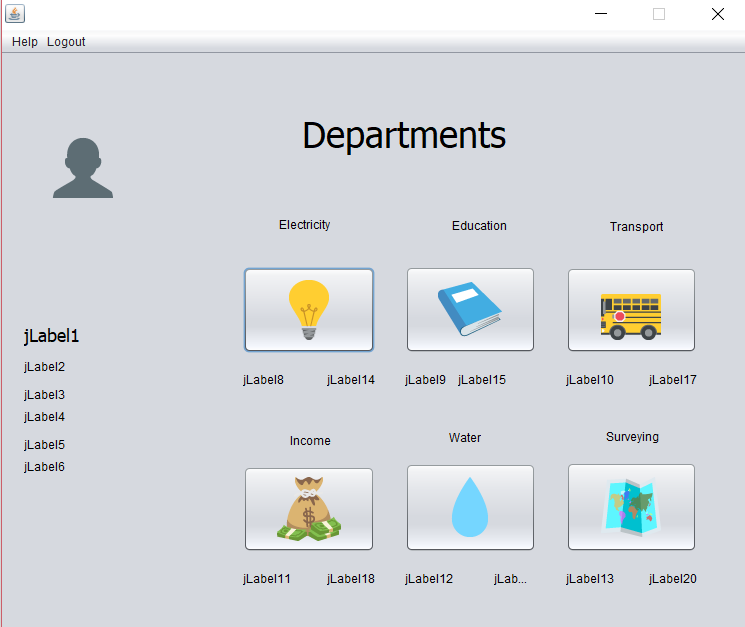 Help Logout
Departments
Electricity Education Transport
jLabel1
jLabel2
jLabel8 jLabel14 jLabel9 jLabel15 jLabel10 jLabel17
jLabel3
jLabel4
Income Water Surveying
jLabel5
jLabel6
$
jLabel11 jLabel18 jLabel12 jLab... jLabel13 jLabel20